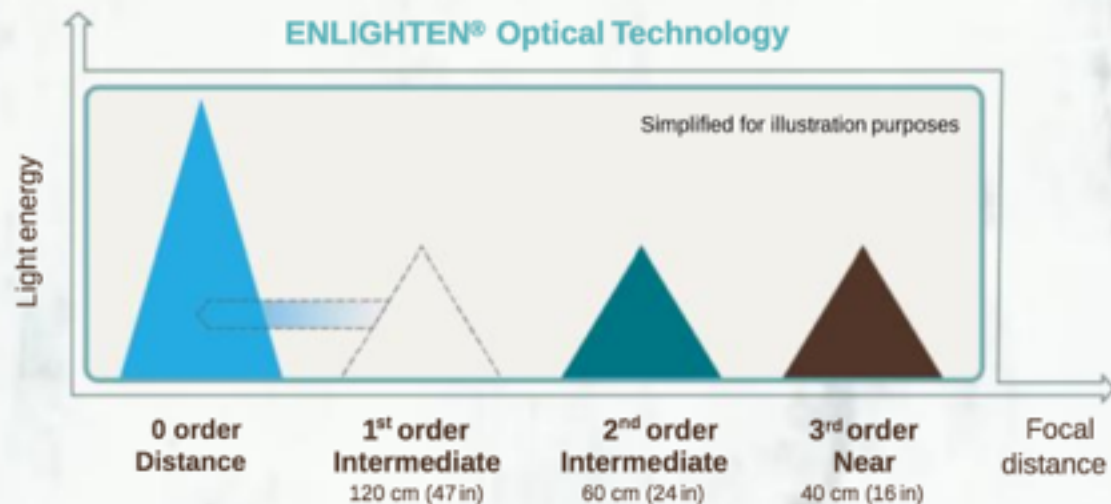 ENLIGHTEN® Optical Technology
Simplified for illustration purposes
Light energy
0 order
Distance
1st order
Intermediate
120 cm (47 in)
2nd order
Intermediate
60 cm (24 in)
3rd order
Near
40 cm (16 in)
Focal
distance